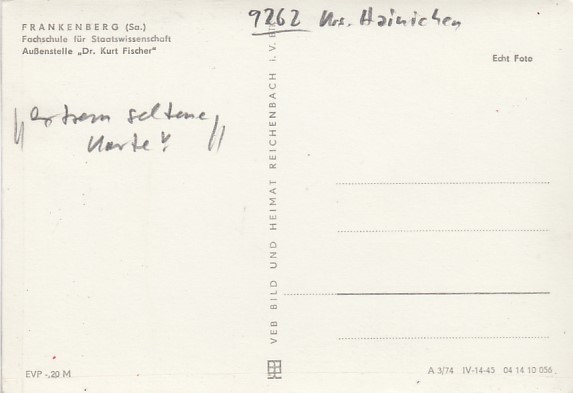 9262 Krs. Hainichen
FRANKENBERG (Sa.)
Fachschule für Staatswissenschaft
Außenstelle „Dr. Kurt Fischer"
Echt Foto
"extrem seltene
Karte!"
VEB BILD UND HEIMAT REICHENBACH I. V.
EVP -,20 M
A 3/74 IV-14-45 04 14 10 056